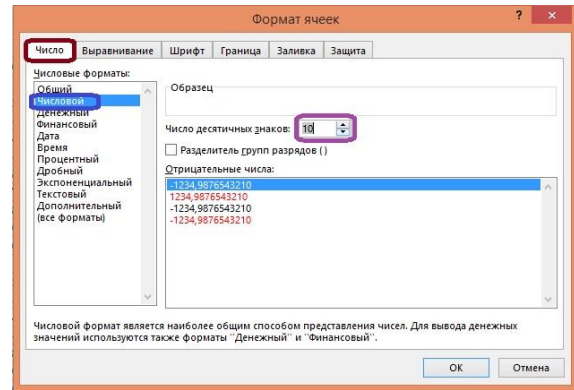 Формат ячеек
? ×
Число Выравнивание Шрифт Граница Заливка Защита
Числовые форматы:
Общий
Числовой
Денежный
Финансовый
Дата
Время
Процентный
Дробный
Экспоненциальный
Текстовый
Дополнительный
(все форматы)
Образец
Число десятичных знаков: 10
Разделитель групп разрядов ( )
Отрицательные числа:
-1234,9876543210
1234,9876543210
-1234,9876543210
-1234,9876543210
Числовой формат является наиболее общим способом представления чисел. Для вывода денежных
значений используются также форматы "Денежный" и "Финансовый".
ОК Отмена